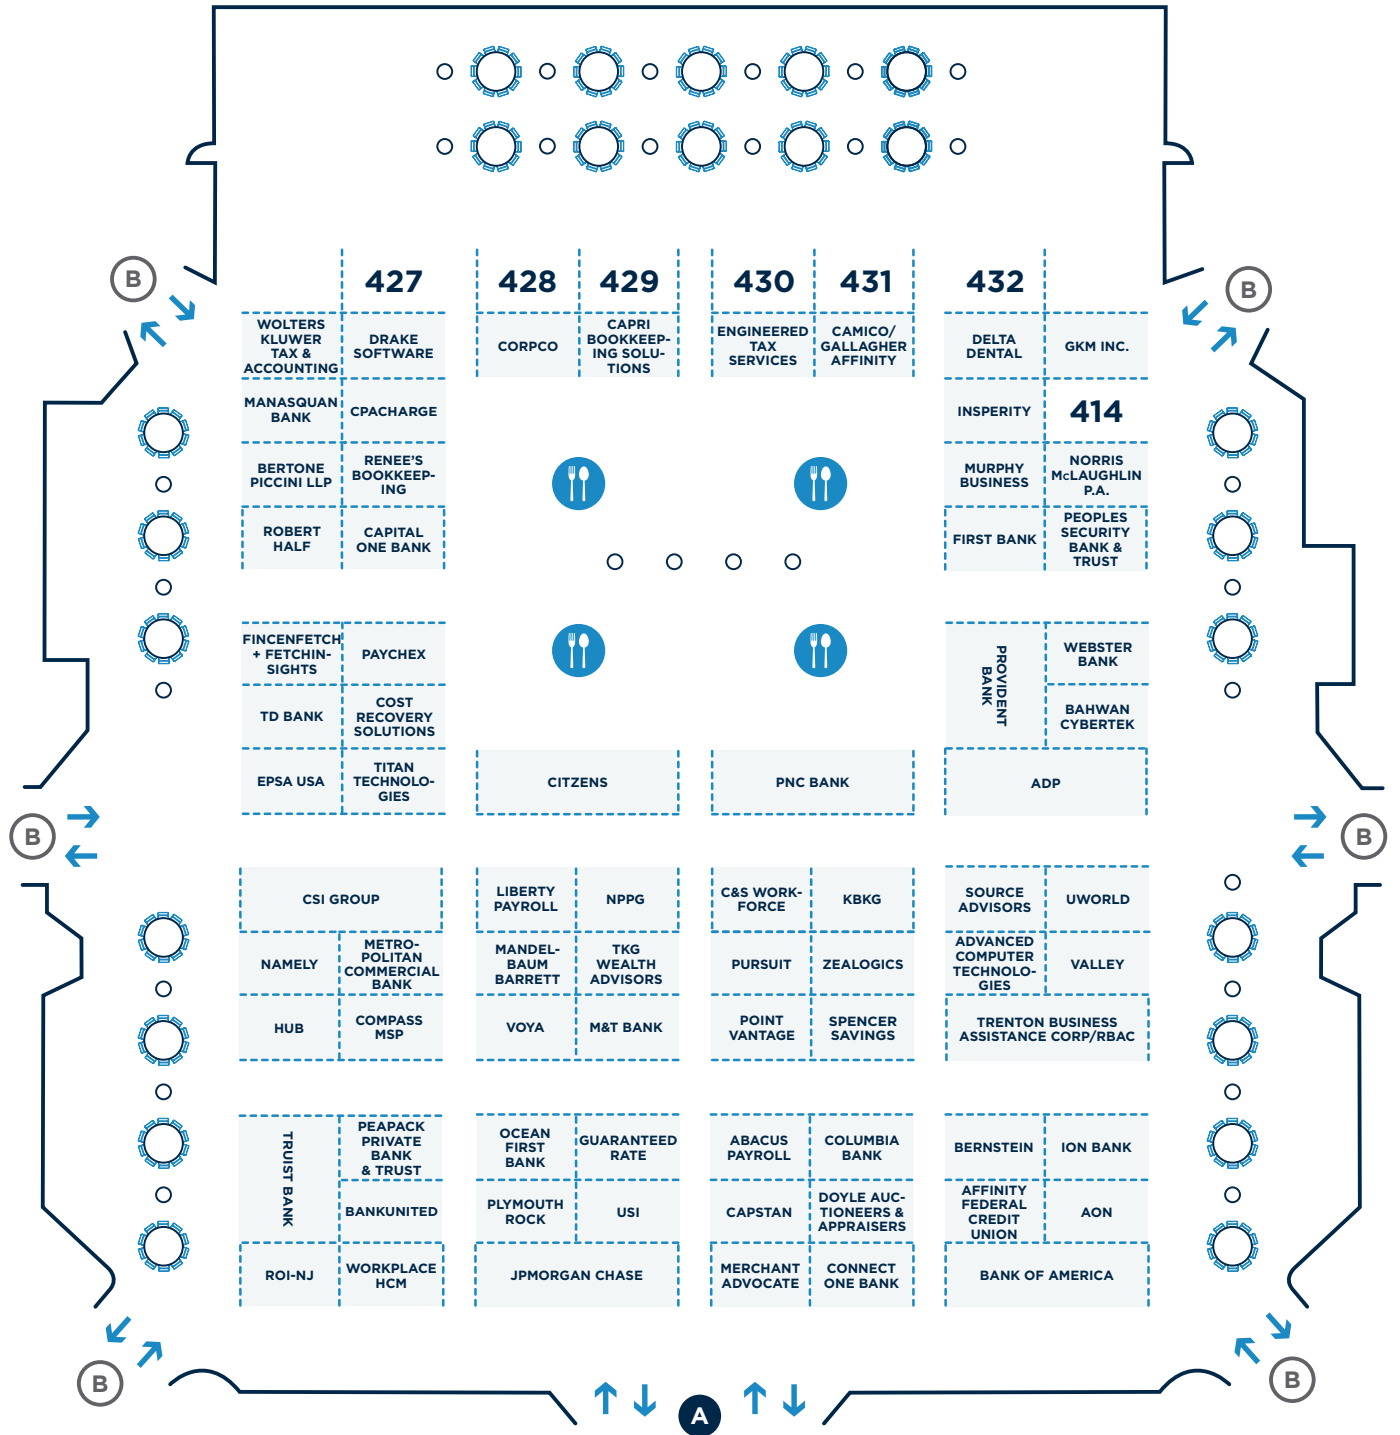 B
B
427
428
429
430
431
432
WOLTERS
KLUWER
TAX &
ACCOUNTING
DRAKE
SOFTWARE
CORPCO
CAPRI
BOOKKEEP-
ING SOLU-
TIONS
ENGINEERED
TAX
SERVICES
CAMICO/
GALLAGHER
AFFINITY
DELTA
DENTAL
GKM INC.
MANASQUAN
BANK
CPACHARGE
INSPERITY
414
BERTONE
PICCINI LLP
RENEE'S
BOOKKEEP-
ING
MURPHY
BUSINESS
NORRIS
McLAUGHLIN
P.A.
ROBERT
HALF
CAPITAL
ONE BANK
FIRST BANK
PEOPLES
SECURITY
BANK &
TRUST
FINCENFETCH
+ FETCHIN-
SIGHTS
PAYCHEX
PROVIDENT
BANK
WEBSTER
BANK
TD BANK
COST
RECOVERY
SOLUTIONS
BAHWAN
CYBERTEK
EPSA USA
TITAN
TECHNOLO-
GIES
CITZENS
PNC BANK
ADP
B
B
CSI GROUP
LIBERTY
PAYROLL
NPPG
C&S WORK-
FORCE
KBKG
SOURCE
ADVISORS
UWORLD
NAMELY
METRO-
POLITAN
COMMERCIAL
BANK
MANDEL-
BAUM
BARRETT
TKG
WEALTH
ADVISORS
PURSUIT
ZEALOGICS
ADVANCED
COMPUTER
TECHNOLO-
GIES
VALLEY
HUB
COMPASS
MSP
VOYA
M&T BANK
POINT
VANTAGE
SPENCER
SAVINGS
TRENTON BUSINESS
ASSISTANCE CORP/RBAC
TRUIST BANK
PEAPACK
PRIVATE
BANK
& TRUST
OCEAN
FIRST
BANK
GUARANTEED
RATE
ABACUS
PAYROLL
COLUMBIA
BANK
BERNSTEIN
ION BANK
BANKUNITED
PLYMOUTH
ROCK
USI
CAPSTAN
DOYLE AUC-
TIONEERS &
APPRAISERS
AFFINITY
FEDERAL
CREDIT
UNION
AON
ROI-NJ
WORKPLACE
HCM
JPMORGAN CHASE
MERCHANT
ADVOCATE
CONNECT
ONE BANK
BANK OF AMERICA
B
B
A